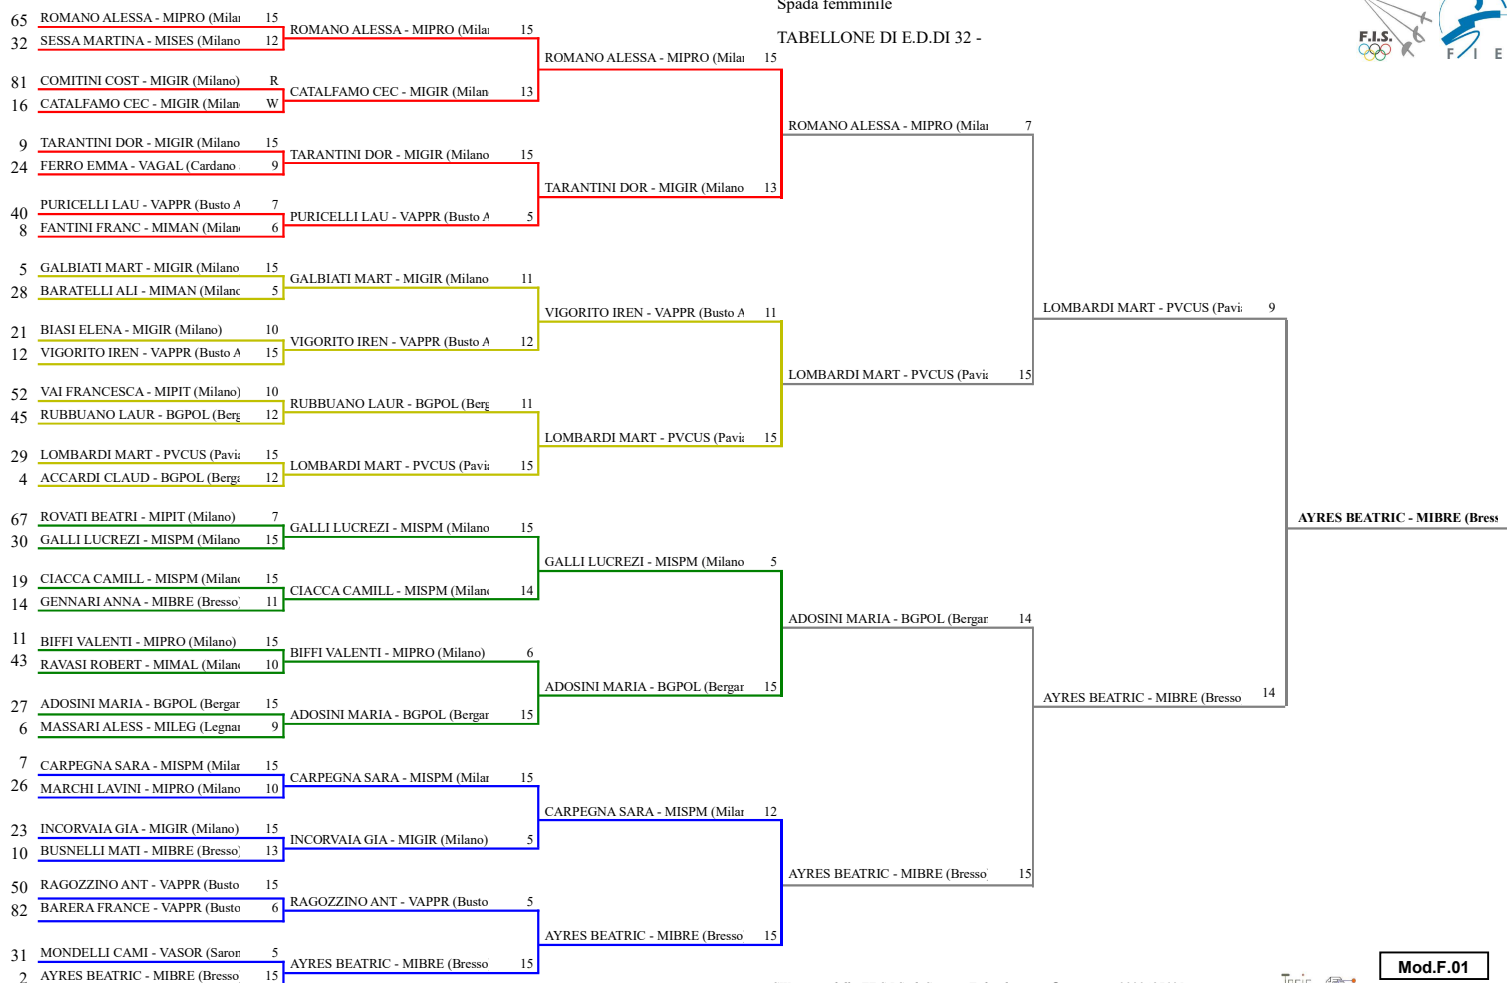 Spada femminile
TABELLONE DI E.D.DI 32 -
F.I.S.
F I E
65 ROMANO ALESSA - MIPRO (Mila 15
32 SESSA MARTINA - MISES (Milano 12
81 COMITINI COST - MIGIR (Milano) R
16 CATALFAMO CEC - MIGIR (Milan W
9 TARANTINI DOR - MIGIR (Milano 15
24 FERRO EMMA - VAGAL (Cardano 9
40 PURICELLI LAU - VAPPR (Busto A 7
8 FANTINI FRANC - MIMAN (Milan 6
5 GALBIATI MART - MIGIR (Milano 15
28 BARATELLI ALI - MIMAN (Milano 5
21 BIASI ELENA - MIGIR (Milano) 10
12 VIGORITO IREN - VAPPR (Busto A 15
52 VAI FRANCESCA - MIPIT (Milano) 10
45 RUBBUANO LAUR - BGPOL (Berg 12
29 LOMBARDI MART - PVCUS (Pavia 15
4 ACCARDI CLAUD - BGPOL (Berga 12
67 ROVATI BEATRI - MIPIT (Milano) 7
30 GALLI LUCREZI - MISPM (Milano 15
19 CIACCA CAMILL - MISPM (Milano 15
14 GENNARI ANNA - MIBRE (Bresso) 11
11 BIFFI VALENTI - MIPRO (Milano) 15
43 RAVASI ROBERT - MIMAL (Milano 10
27 ADOSINI MARIA - BGPOL (Bergar 15
6 MASSARI ALESS - MILEG (Legnar 9
7 CARPEGNA SARA - MISPM (Milar 15
26 MARCHI LAVINI - MIPRO (Milano 10
23 INCORVAIA GIA - MIGIR (Milano) 15
10 BUSNELLI MATI - MIBRE (Bresso) 13
50 RAGOZZINO ANT - VAPPR (Busto 15
82 BARERA FRANCE - VAPPR (Busto 6
31 MONDELLI CAMI - VASOR (Saron 5
2 AYRES BEATRIC - MIBRE (Bresso 15
ROMANO ALESSA - MIPRO (Mila 15
CATALFAMO CEC - MIGIR (Milan 13
TARANTINI DOR - MIGIR (Milano 15
PURICELLI LAU - VAPPR (Busto A 5
GALBIATI MART - MIGIR (Milano 11
VIGORITO IREN - VAPPR (Busto A 12
RUBBUANO LAUR - BGPOL (Berg 11
LOMBARDI MART - PVCUS (Pavia 15
GALLI LUCREZI - MISPM (Milano 15
CIACCA CAMILL - MISPM (Milano 14
BIFFI VALENTI - MIPRO (Milano) 6
ADOSINI MARIA - BGPOL (Bergar 15
CARPEGNA SARA - MISPM (Milar 15
INCORVAIA GIA - MIGIR (Milano) 5
RAGOZZINO ANT - VAPPR (Busto 5
AYRES BEATRIC - MIBRE (Bresso 15
ROMANO ALESSA - MIPRO (Mila 15
TARANTINI DOR - MIGIR (Milano 13
VIGORITO IREN - VAPPR (Busto A 11
LOMBARDI MART - PVCUS (Pavia 15
GALLI LUCREZI - MISPM (Milano 5
ADOSINI MARIA - BGPOL (Bergar 15
CARPEGNA SARA - MISPM (Milar 12
AYRES BEATRIC - MIBRE (Bresso 15
ROMANO ALESSA - MIPRO (Mila 7
LOMBARDI MART - PVCUS (Pavia 15
ADOSINI MARIA - BGPOL (Bergar 14
AYRES BEATRIC - MIBRE (Bresso) 15
LOMBARDI MART - PVCUS (Pavi 9
AYRES BEATRIC - MIBRE (Bresso 14
AYRES BEATRIC - MIBRE (Bress
Mod.F.01